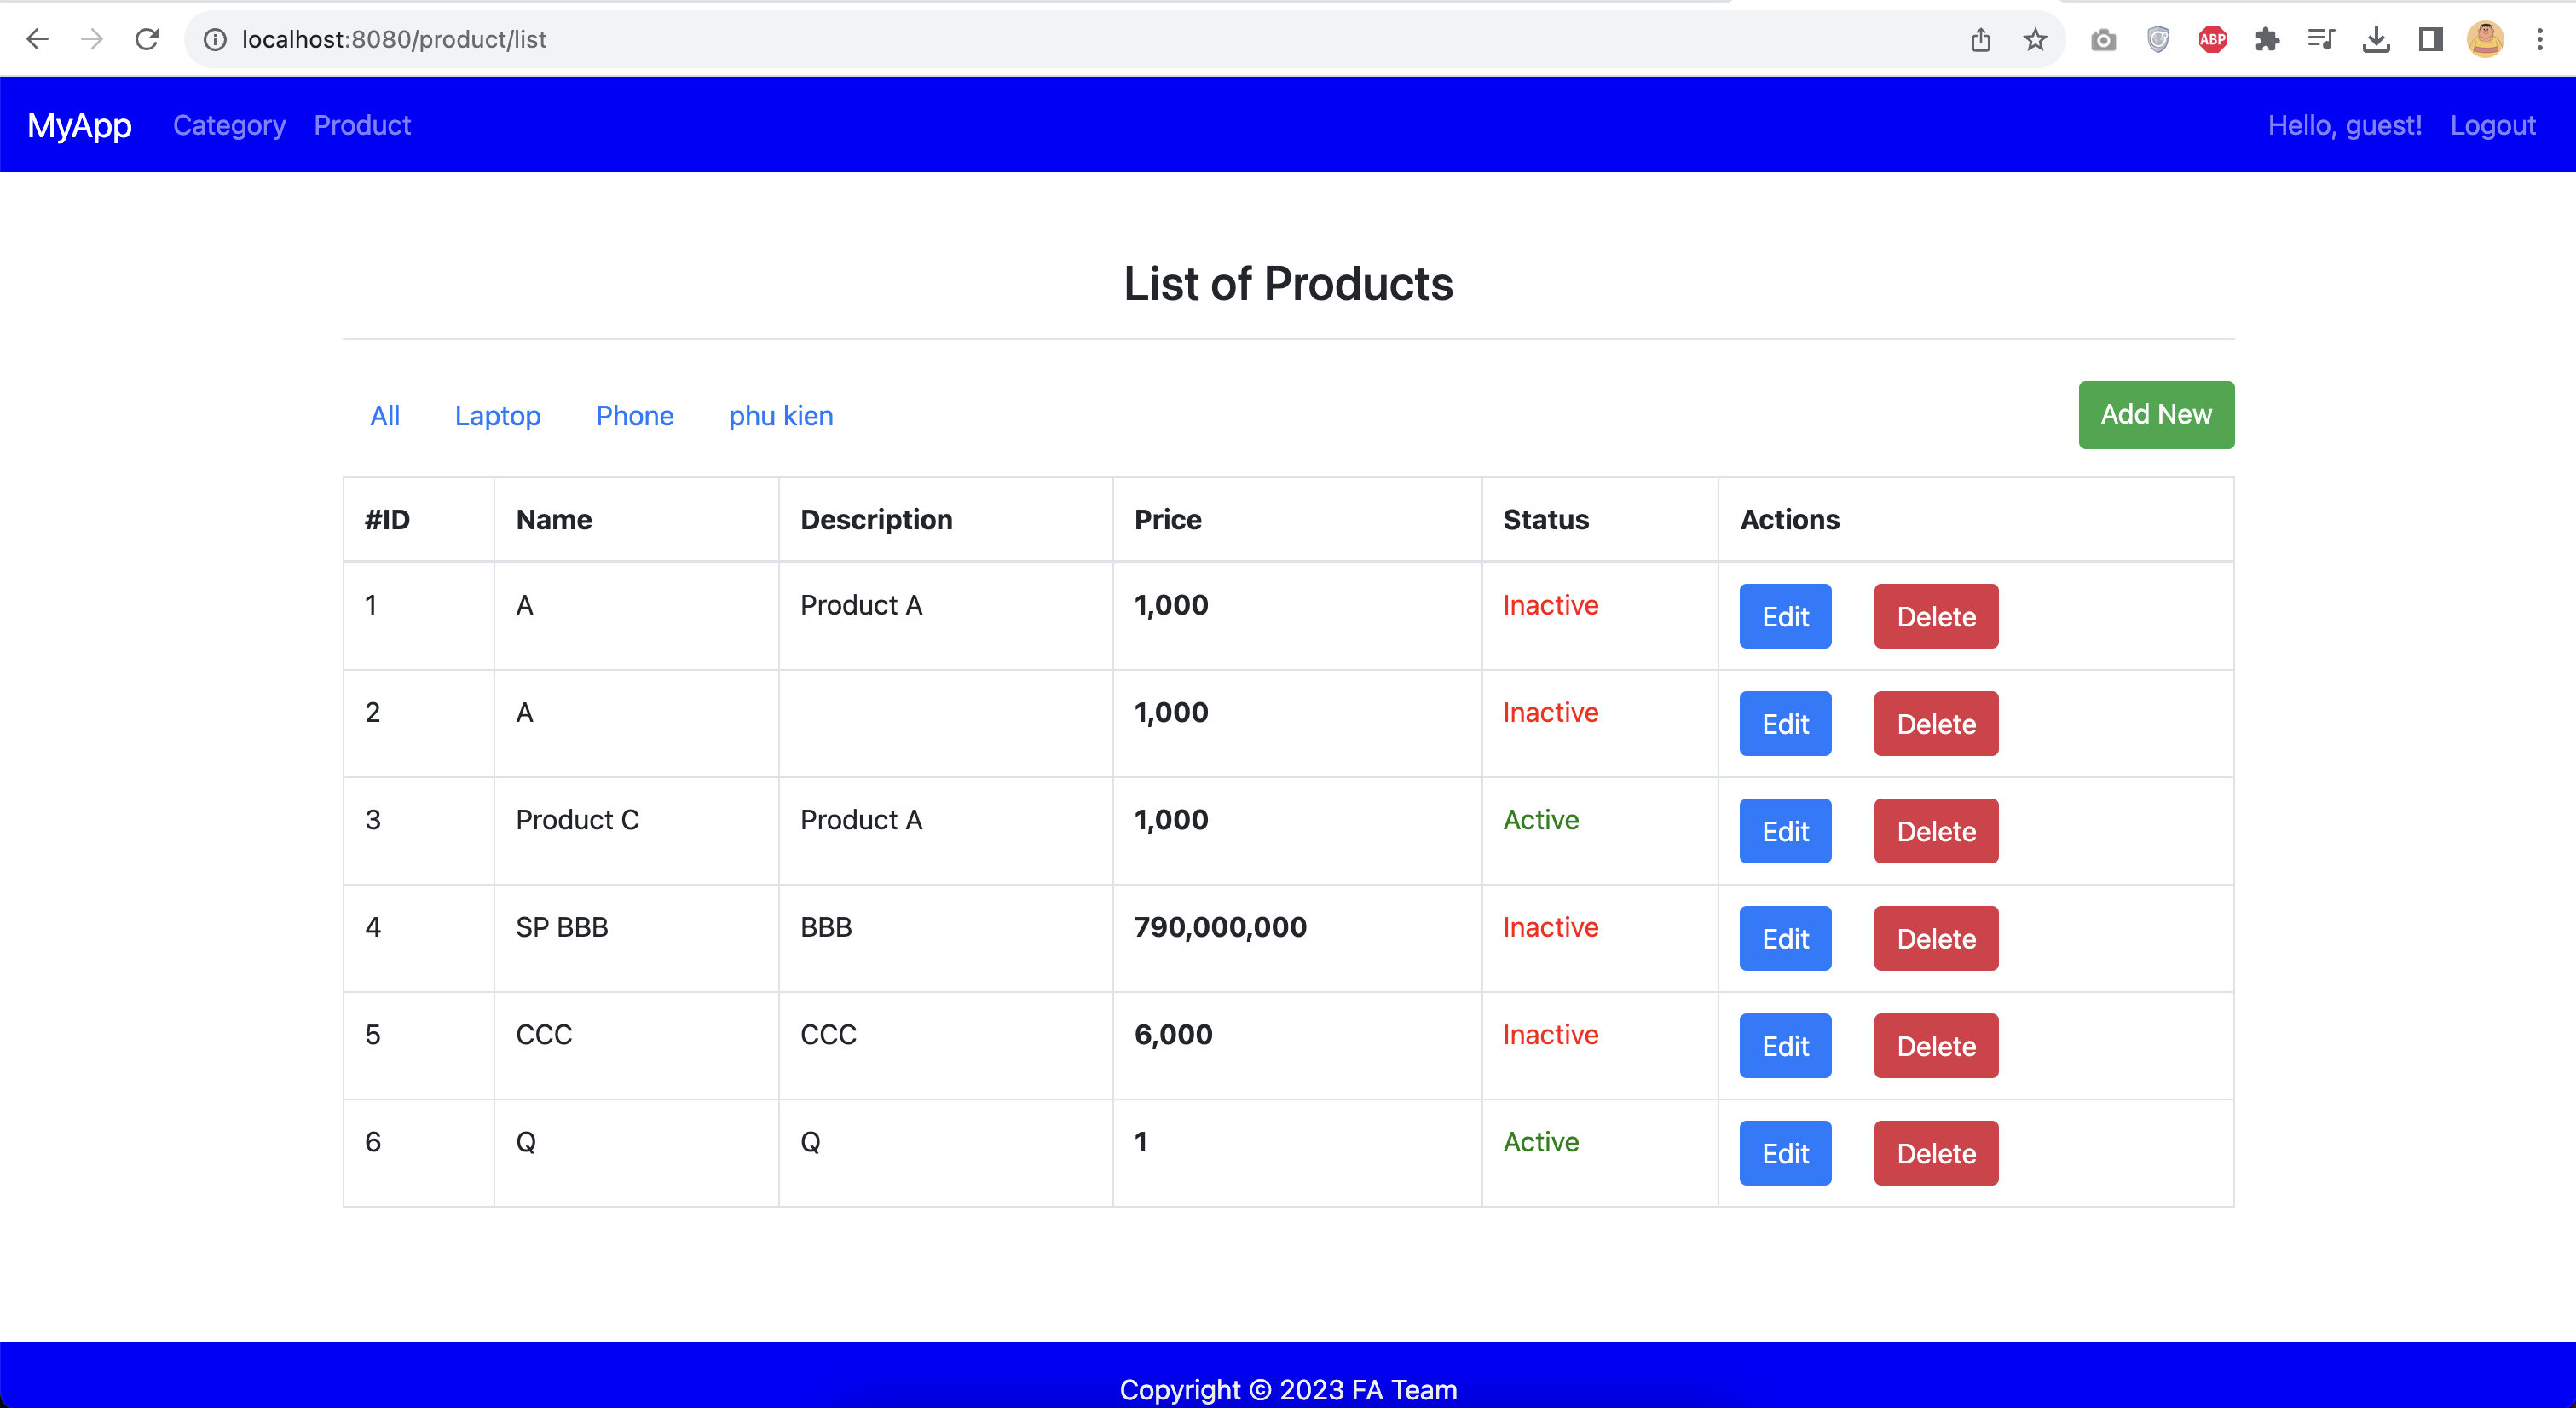 localhost:8080/product/list
ABP
MyApp Category Product Hello, guest! Logout
List of Products
All Laptop Phone phu kien Add New
#ID Name Description Price Status Actions
1 A Product A 1,000 Inactive Edit Delete
2 A 1,000 Inactive Edit Delete
3 Product C Product A 1,000 Active Edit Delete
4 SP BBB BBB 790,000,000 Inactive Edit Delete
5 CCC CCC 6,000 Inactive Edit Delete
6 Q Q 1 Active Edit Delete
Copyright © 2023 FA Team